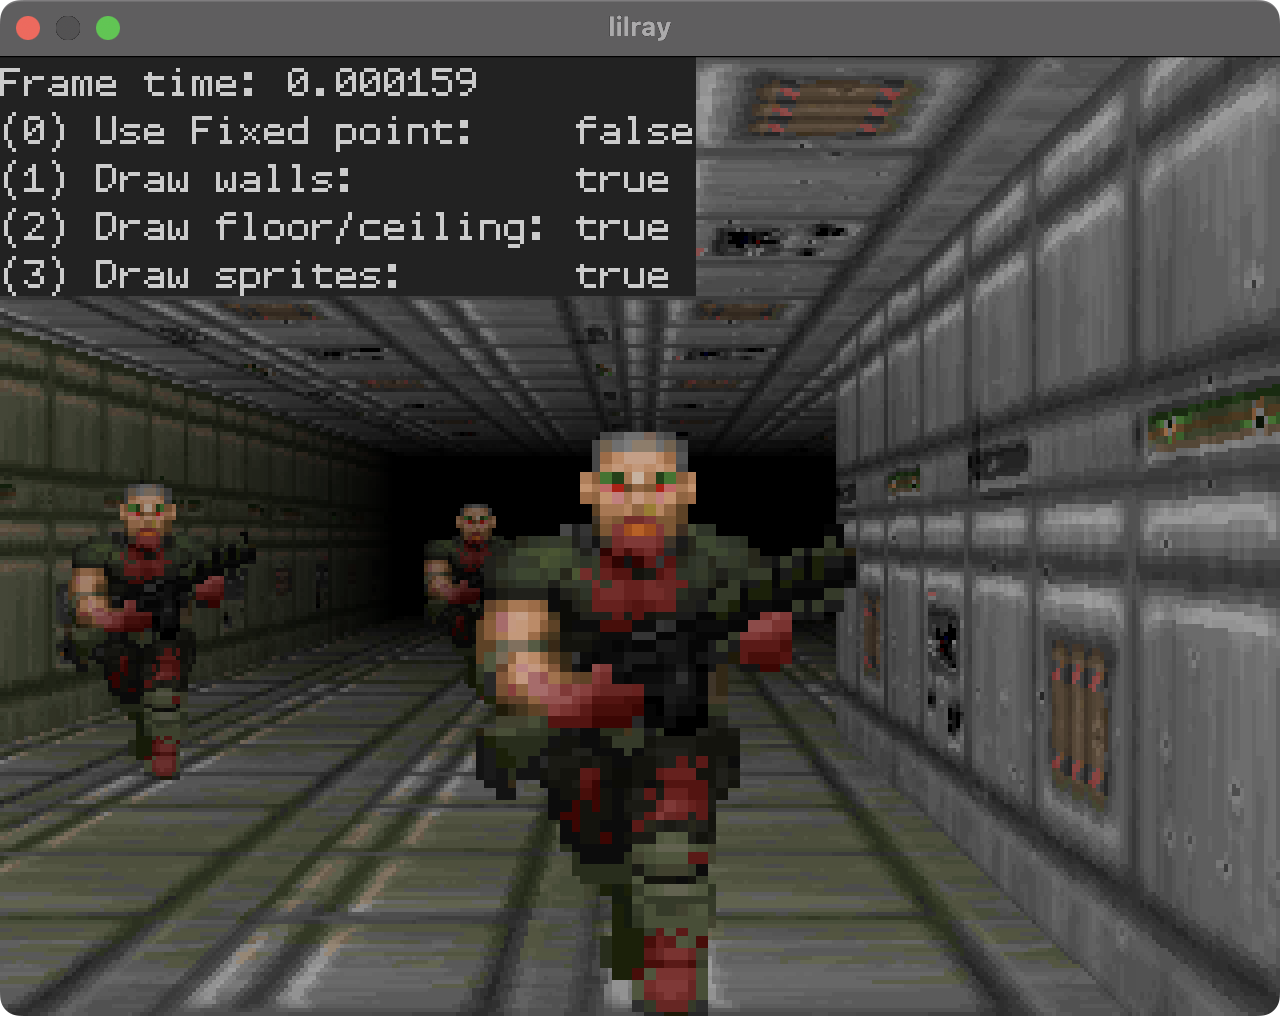 lilray
Frame time: 0.000159
(0) Use Fixed point: false
(1) Draw walls: true
(2) Draw floor/ceiling: true
(3) Draw sprites: true